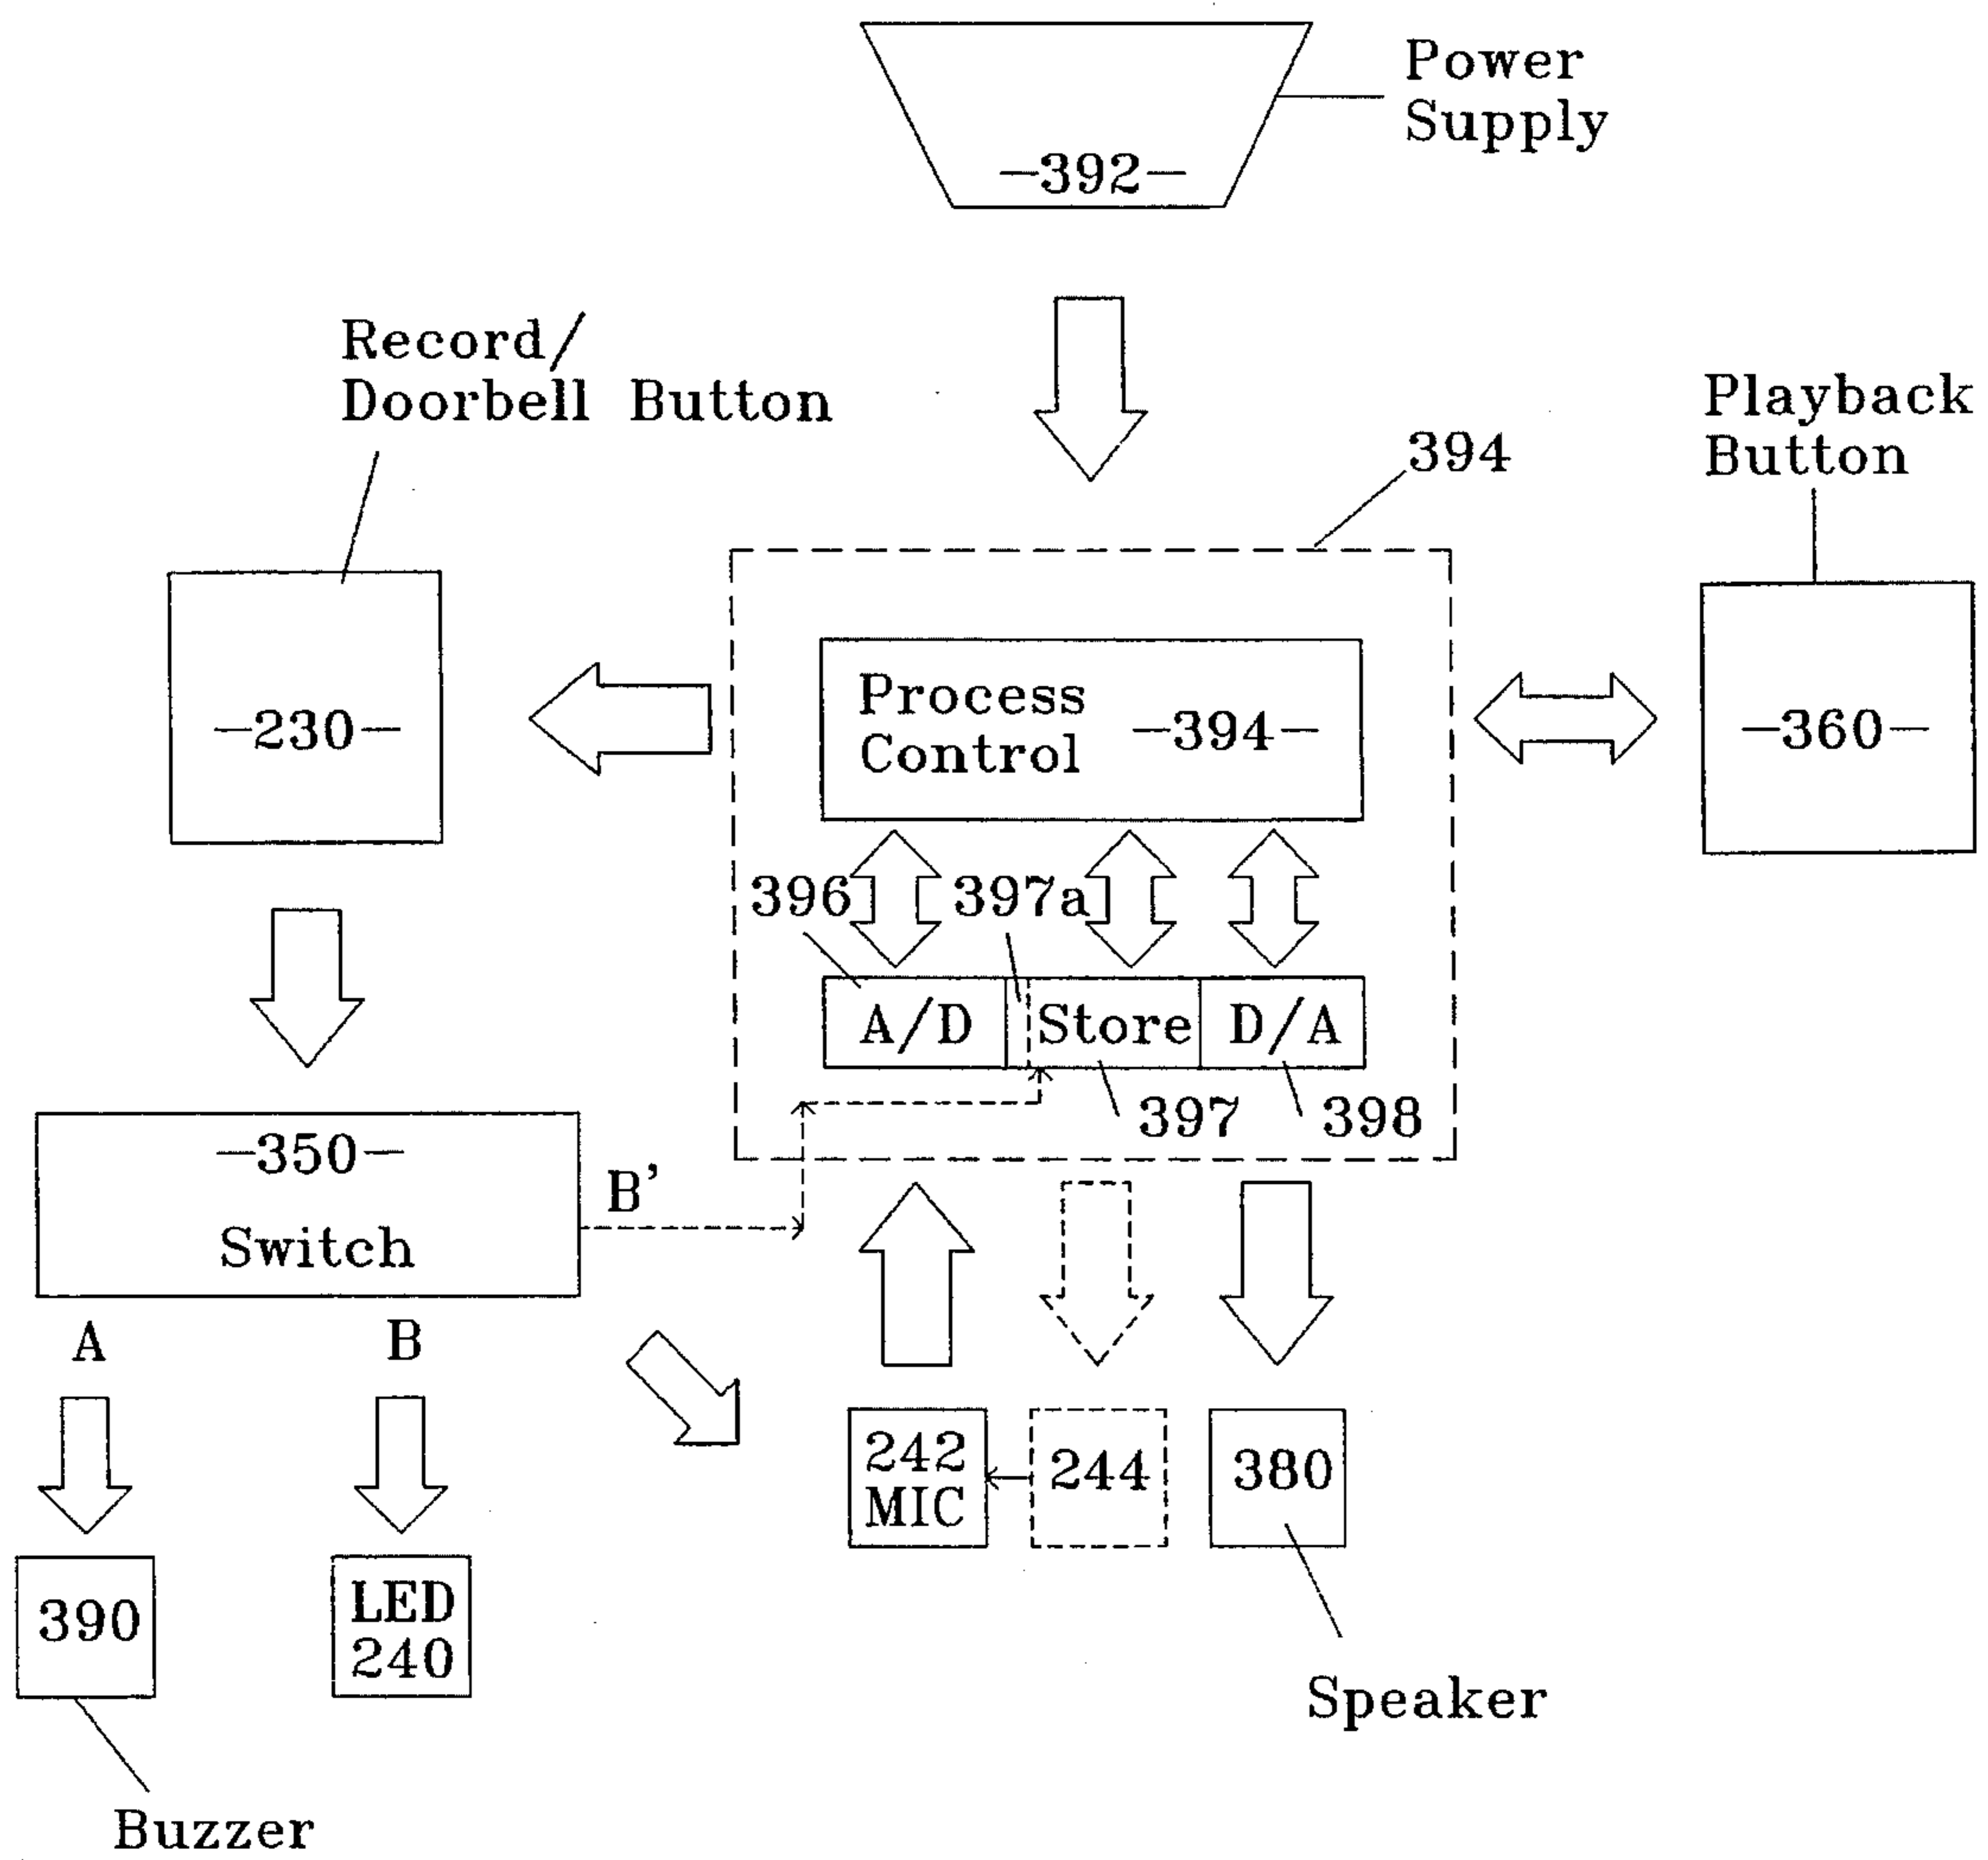 Power
Supply
-392-
Record/
Doorbell Button
Playback
Button
394
-230-
Process
Control
-394-
-360-
396
397a
A/D
Store
D/A
397
398
-350-
Switch
B'
A
B
242
MIC
244
380
390
LED
240
Speaker
Buzzer